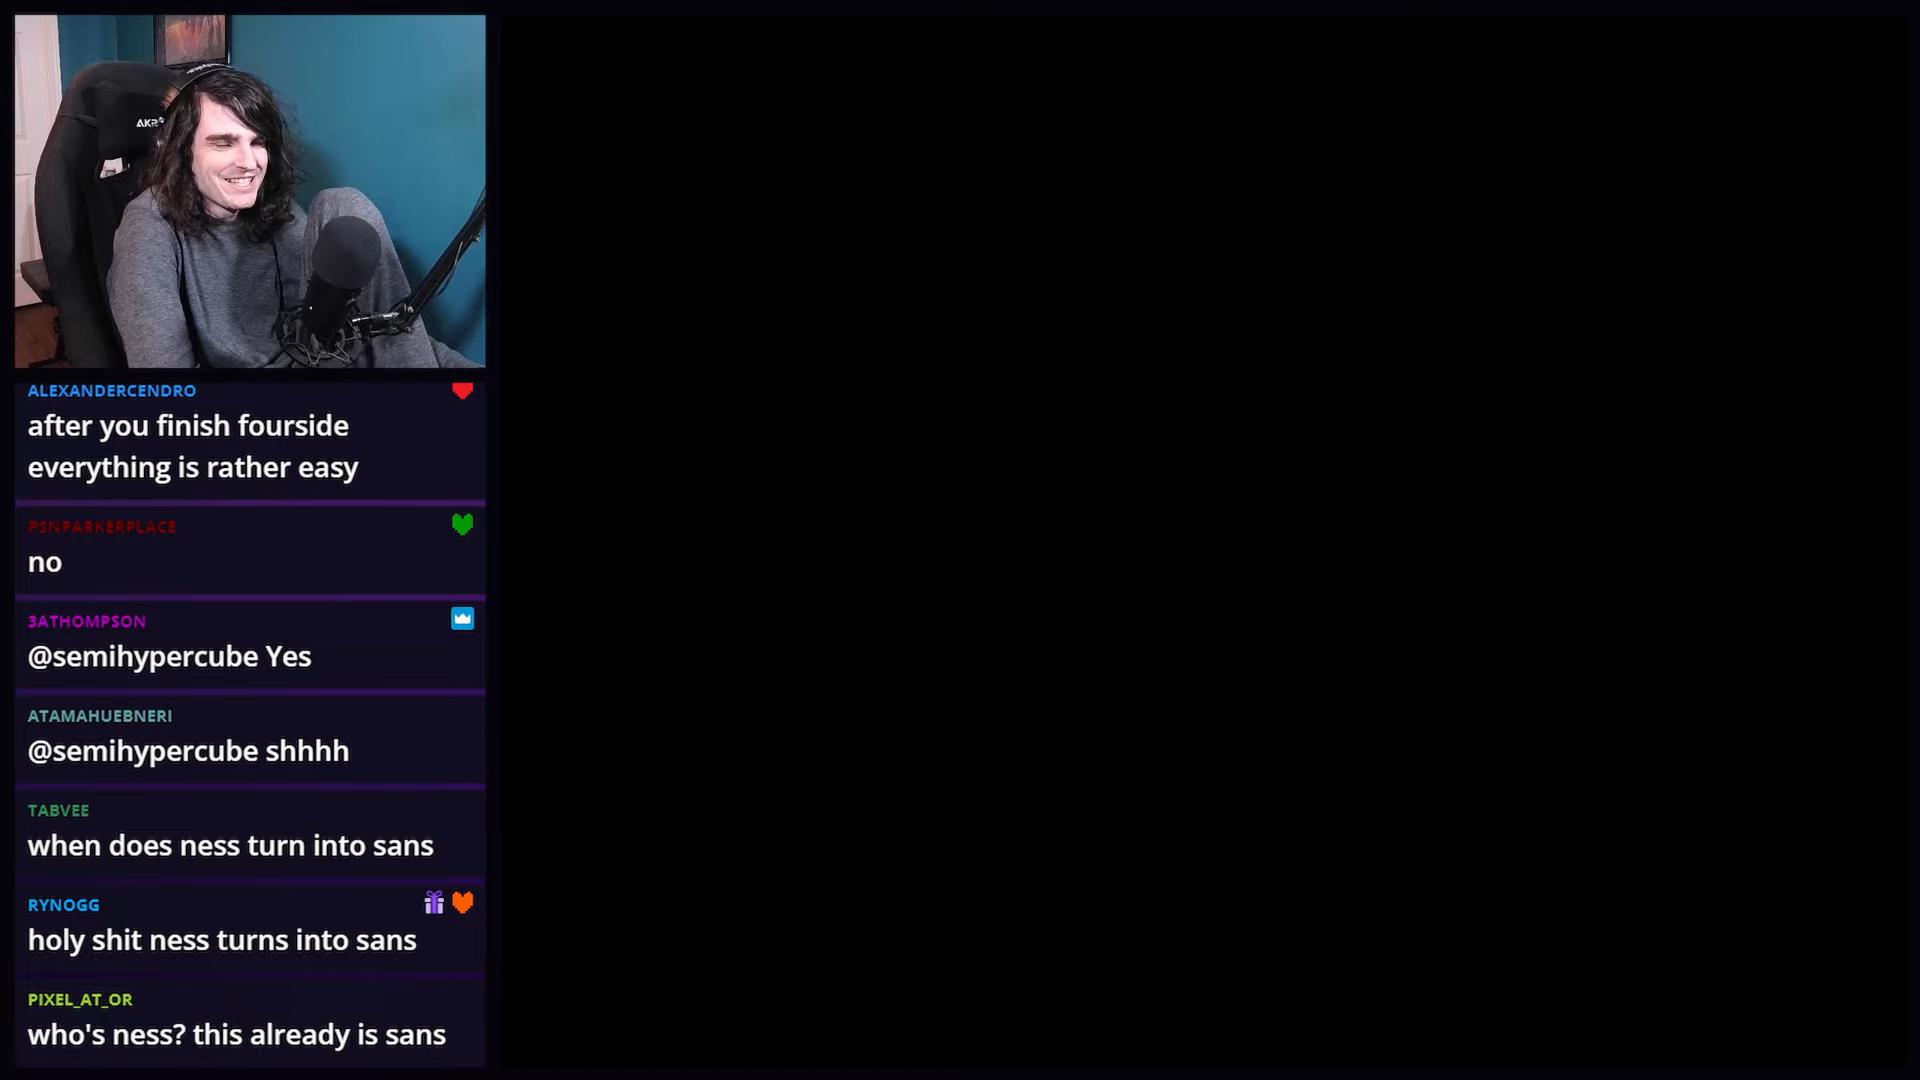 AKR
ALEXANDERCENDRO
after you finish fourside
everything is rather easy
PSNPARKERPLACE
no
3ATHOMPSON
@semihypercube Yes
ATAMAHUEBNERI
@semihypercube shhhh
TABVEE
when does ness turn into sans
RYNOGG
holy shit ness turns into sans
PIXEL_AT_OR
who's ness? this already is sans